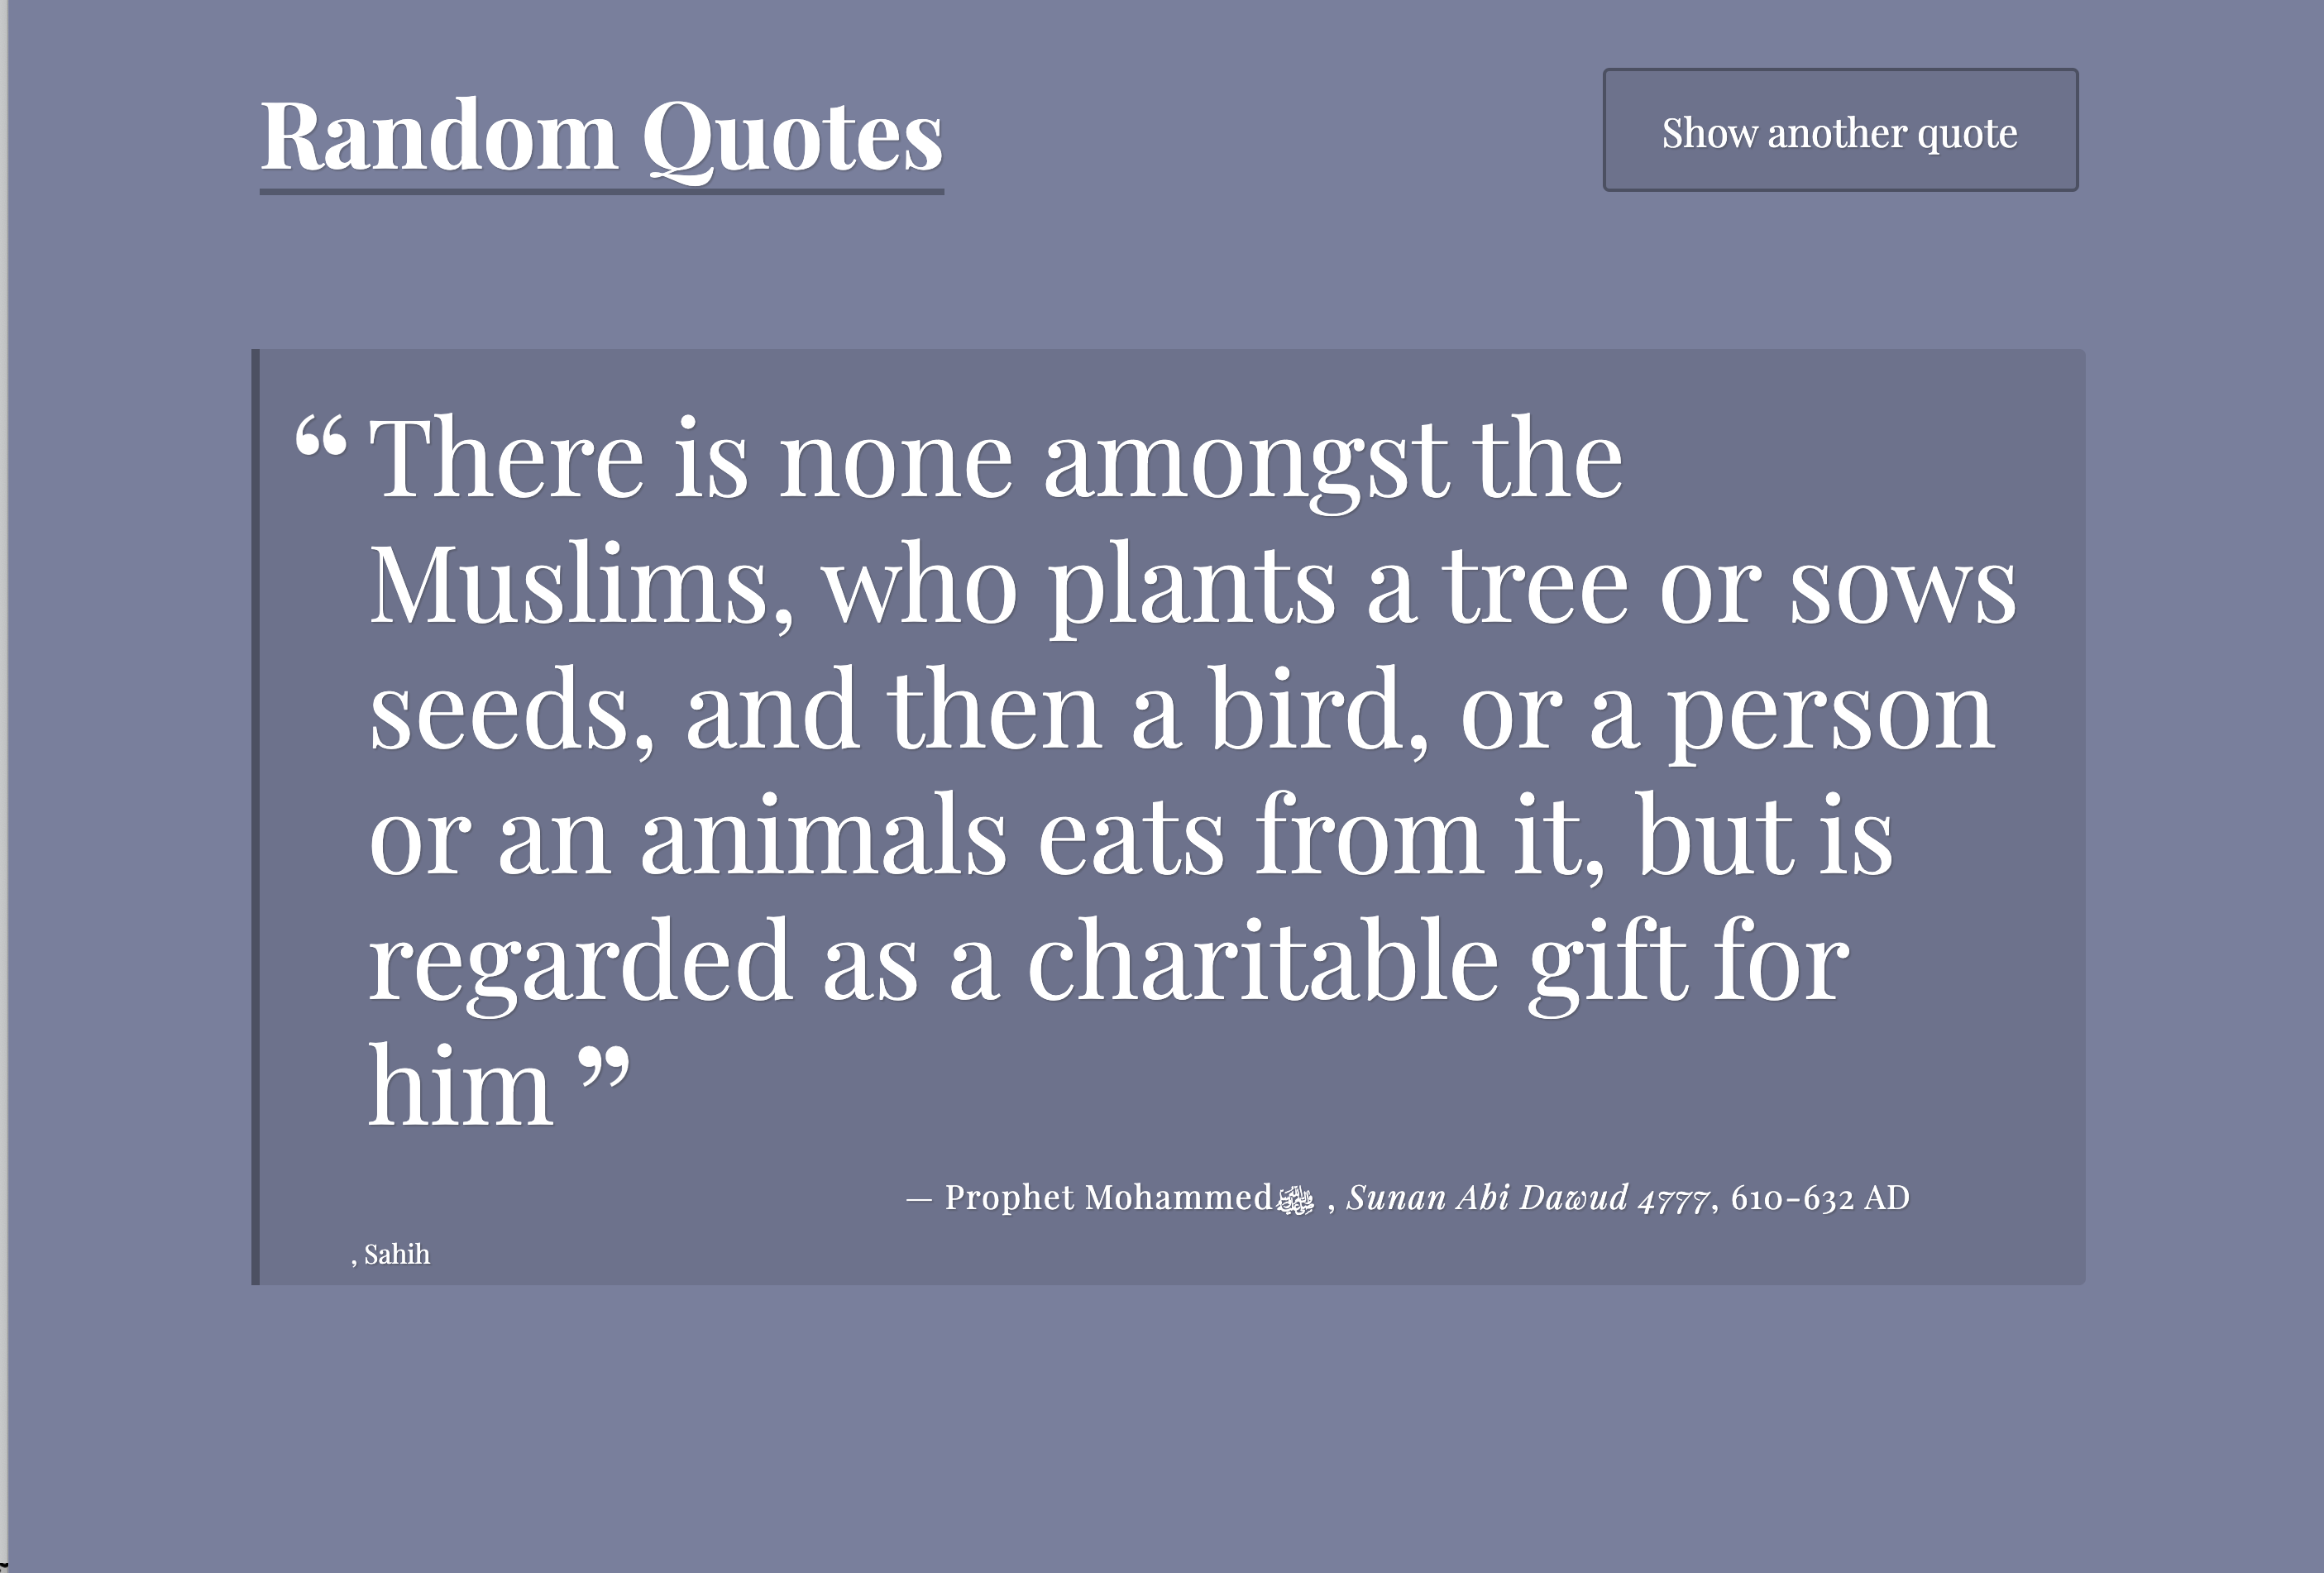 Random Quotes
Show another quote
“ There is none amongst the
Muslims, who plants a tree or sows
seeds, and then a bird, or a person
or an animals eats from it, but is
regarded as a charitable gift for
him ”
— Prophet Mohammedﷺ , Sunan Abi Dawud 4777, 610-632 AD
, Sahih